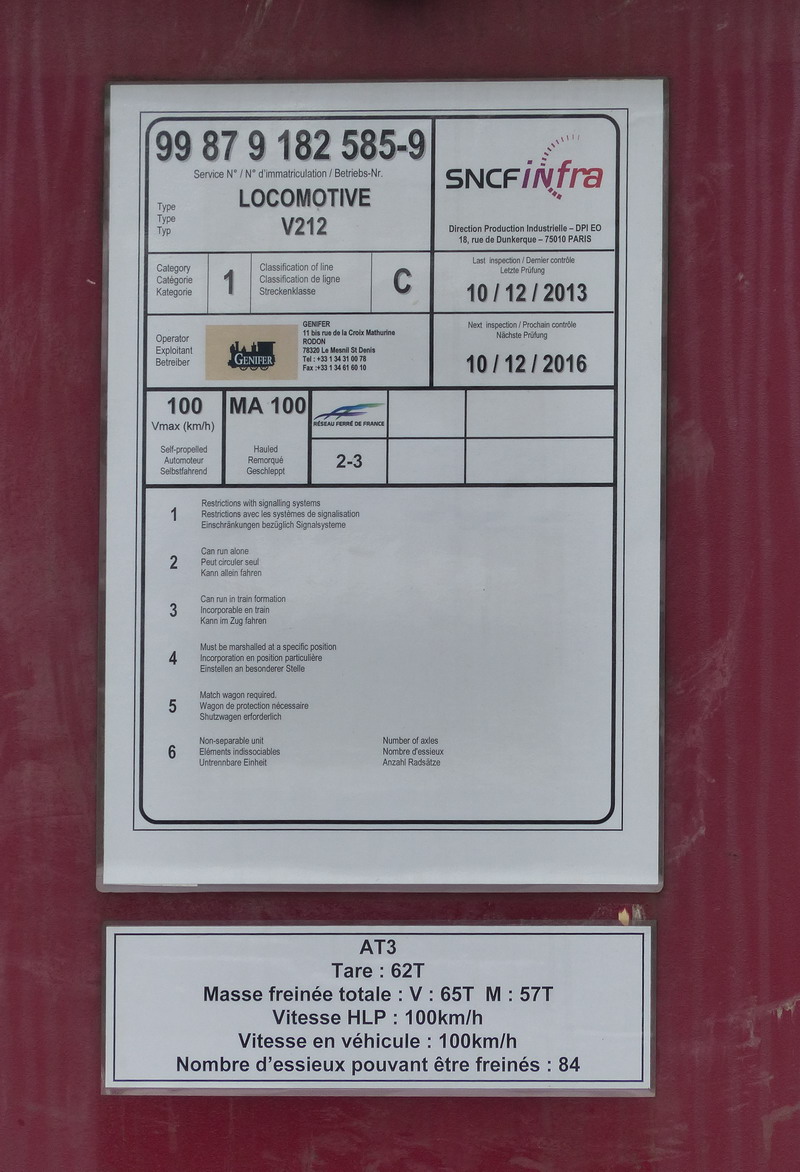 99 87 9 182 585-9
Service N° / N° d'immatriculation / Betriebs-Nr.
Type
Type
Typ
LOCOMOTIVE
V212
SNCF infra
Direction Production Industrielle – DPI EO
18, rue de Dunkerque – 75010 PARIS
Category
Catégorie
Kategorie
1
Classification of line
Classification de ligne
Streckenklasse
C
Last inspection / Dernier contrôle
Letzte Prüfung
10 / 12 / 2013
Operator
Exploitant
Betreiber
GENIFER
GENIFER
11 bis rue de la Croix Mathurine
RODON
78320 Le Mesnil St Denis
Tel : +33 1 34 31 00 78
Fax :+33 1 34 61 60 10
Next inspection / Prochain contrôle
Nächste Prüfung
10 / 12 / 2016
100
Vmax (km/h)
Self-propelled
Automoteur
Selbstfahrend
MA 100
Hauled
Remorqué
Geschleppt
RÉSEAU FERRÉ DE FRANCE
2-3
1
Restrictions with signalling systems
Restrictions avec les systèmes de signalisation
Einschränkungen bezüglich Signalsysteme
2
Can run alone
Peut circuler seul
Kann allein fahren
3
Can run in train formation
Incorporable en train
Kann im Zug fahren
4
Must be marshalled at a specific position
Incorporation en position particulière
Einstellen an besonderer Stelle
5
Match wagon required.
Wagon de protection nécessaire
Shutzwagen erforderlich
6
Non-separable unit
Eléments indissociables
Untrennbare Einheit
Number of axles
Nombre d'essieux
Anzahl Radsätze
AT3
Tare : 62T
Masse freinée totale : V : 65T M : 57T
Vitesse HLP : 100km/h
Vitesse en véhicule : 100km/h
Nombre d'essieux pouvant être freinés : 84